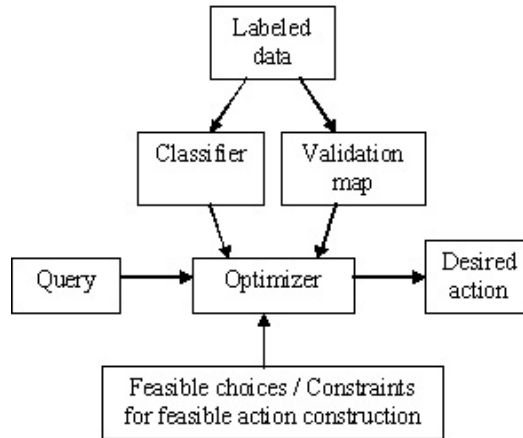 Labeled
data
Classifier
Validation
map
Query
Optimizer
Desired
action
Feasible choices / Constraints
for feasible action construction